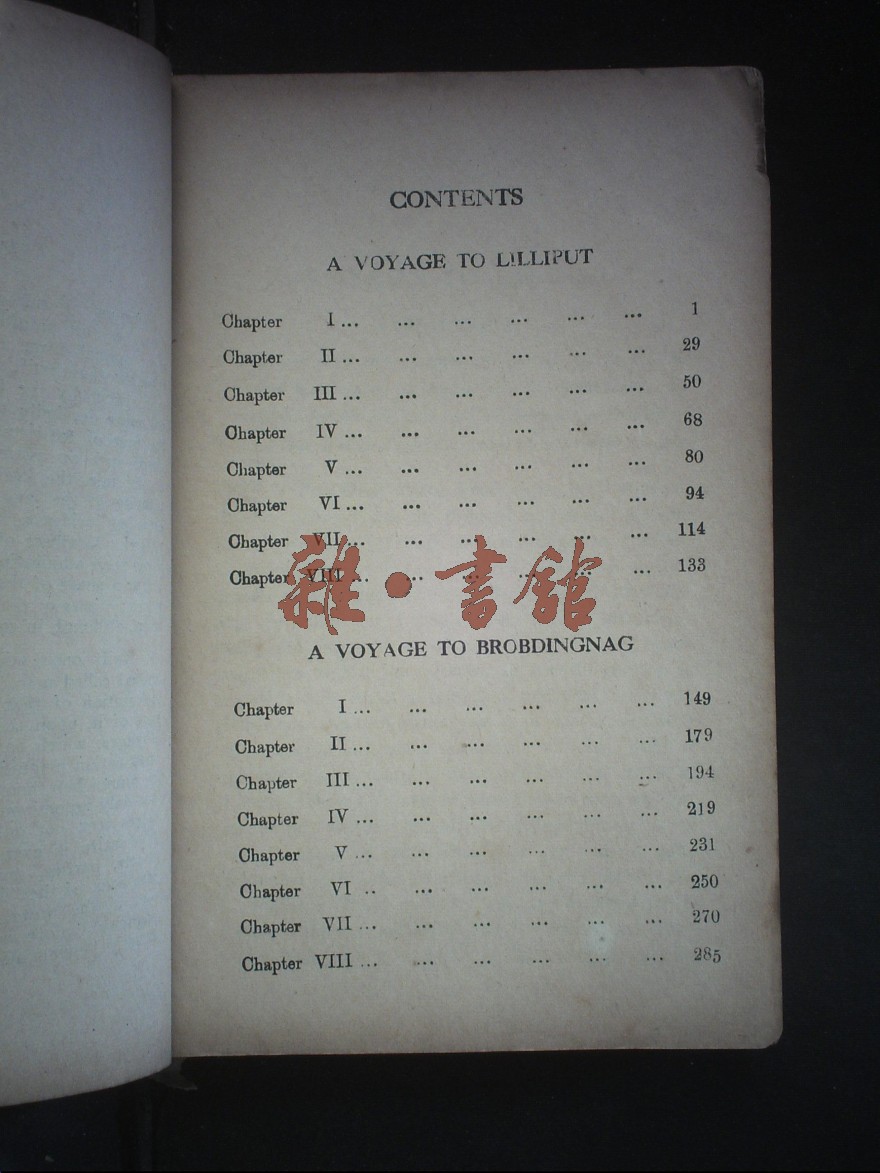 CONTENTS
A VOYAGE TO LILLIPUT
Chapter I ... ... ... ... ... ... 1
Chapter II ... ... ... ... ... ... 29
Chapter III ... ... ... ... ... ... 50
Chapter IV ... ... ... ... ... ... 68
Chapter V ... ... ... ... ... ... 80
Chapter VI ... ... ... ... ... ... 94
Chapter VII ... ... ... ... ... ... 114
Chapter VIII ... ... ... ... ... ... 133
雜·書館
A VOYAGE TO BROBDINGNAG
Chapter I ... ... ... ... ... ... 149
Chapter II ... ... ... ... ... ... 179
Chapter III ... ... ... ... ... ... 194
Chapter IV ... ... ... ... ... ... 219
Chapter V ... ... ... ... ... ... 231
Chapter VI .. ... ... ... ... ... 250
Chapter VII ... ... ... ... ... ... 270
Chapter VIII ... ... ... ... ... ... 285